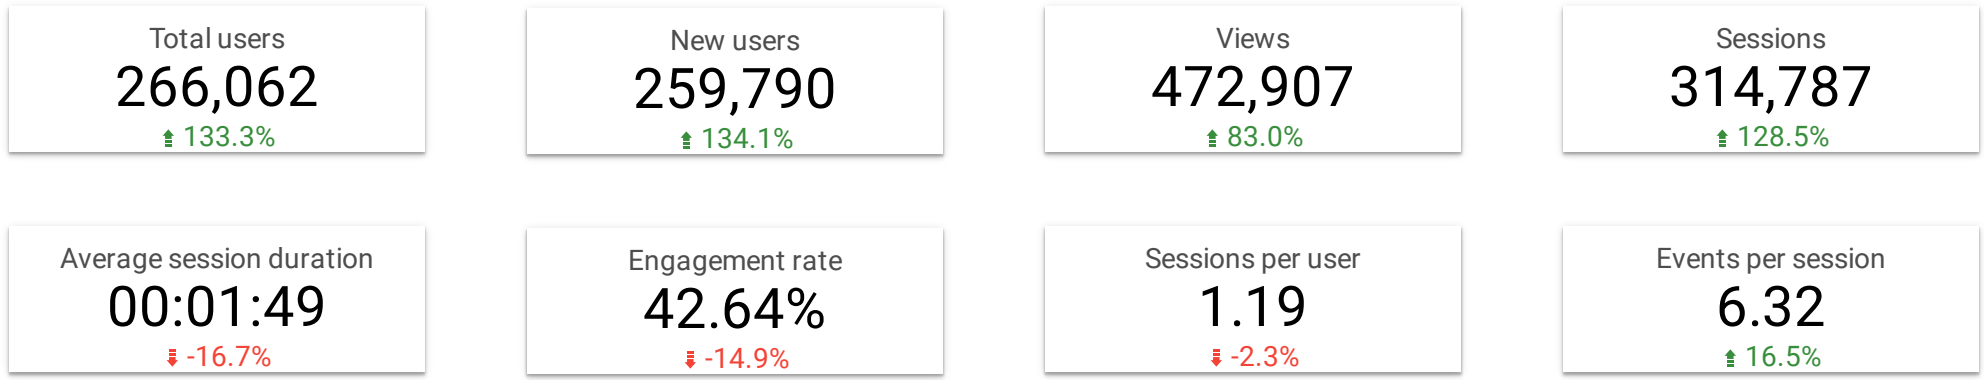 Total users
266,062
133.3%
New users
259,790
134.1%
Views
472,907
83.0%
Sessions
314,787
128.5%
Average session duration
00:01:49
-16.7%
Engagement rate
42.64%
-14.9%
Sessions per user
1.19
-2.3%
Events per session
6.32
16.5%